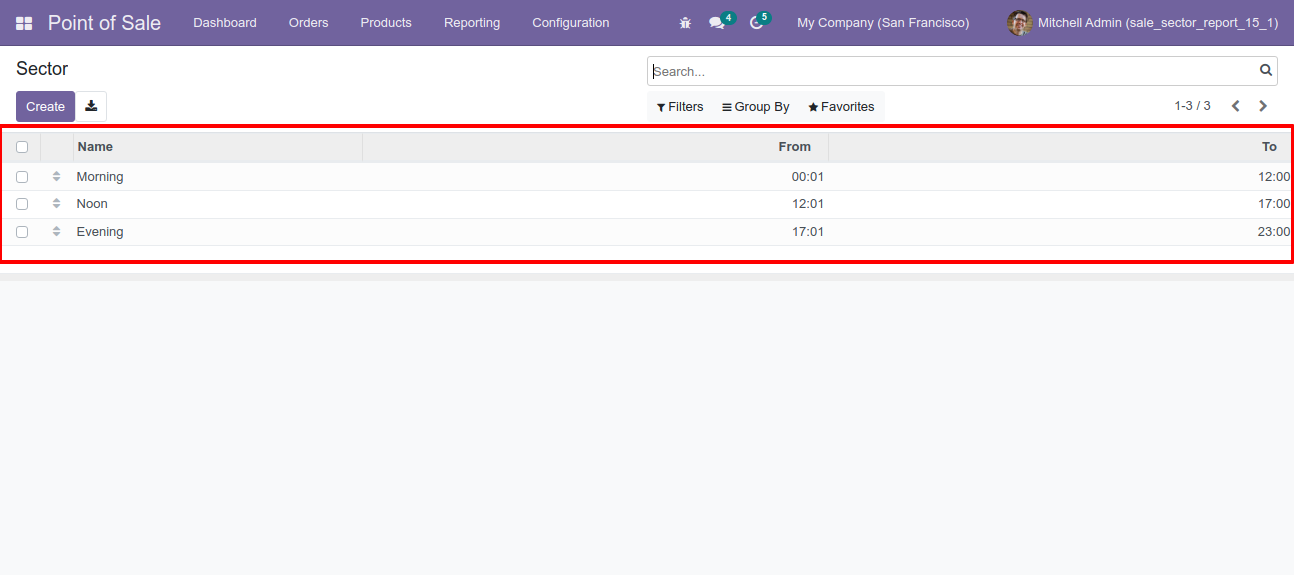 Point of Sale Dashboard Orders Products Reporting Configuration 4 5 My Company (San Francisco) Mitchell Admin (sale_sector_report_15_1)
Sector Search...
Create Filters Group By Favorites 1-3 / 3
Name From To
Morning 00:01 12:00
Noon 12:01 17:00
Evening 17:01 23:00